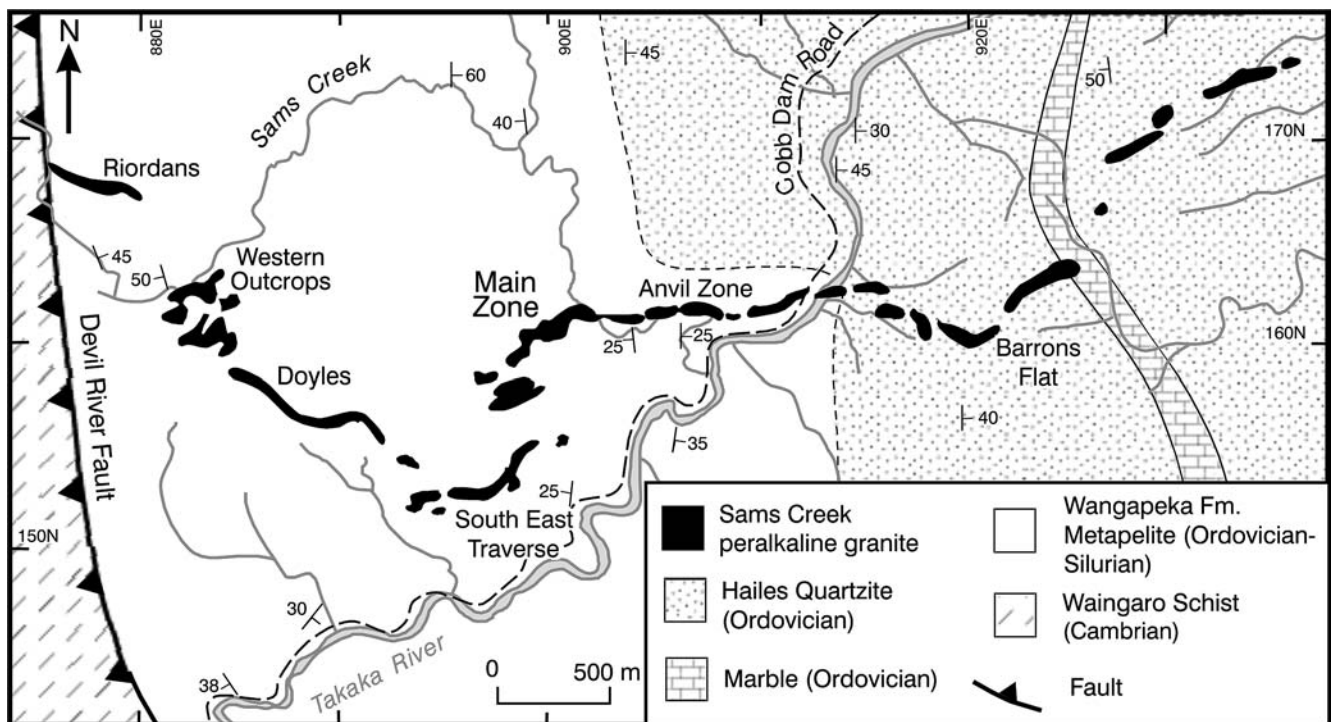 N
880E
900E
920E
45
Cobb Dam Road
60
50
Sams Creek
40
30
170N
Riordans
45
Western
Outcrops
45
50
Main
Zone
Anvil Zone
25
25
160N
Barrons
Flat
Doyles
Devil River Fault
40
35
25
South East
Traverse
150N
30
Takaka River
38
0 500 m
Sams Creek
peralkaline granite
Hailes Quartzite
(Ordovician)
Marble (Ordovician)
Wangapeka Fm.
Metapelite (Ordovician-
Silurian)
Waingaro Schist
(Cambrian)
Fault